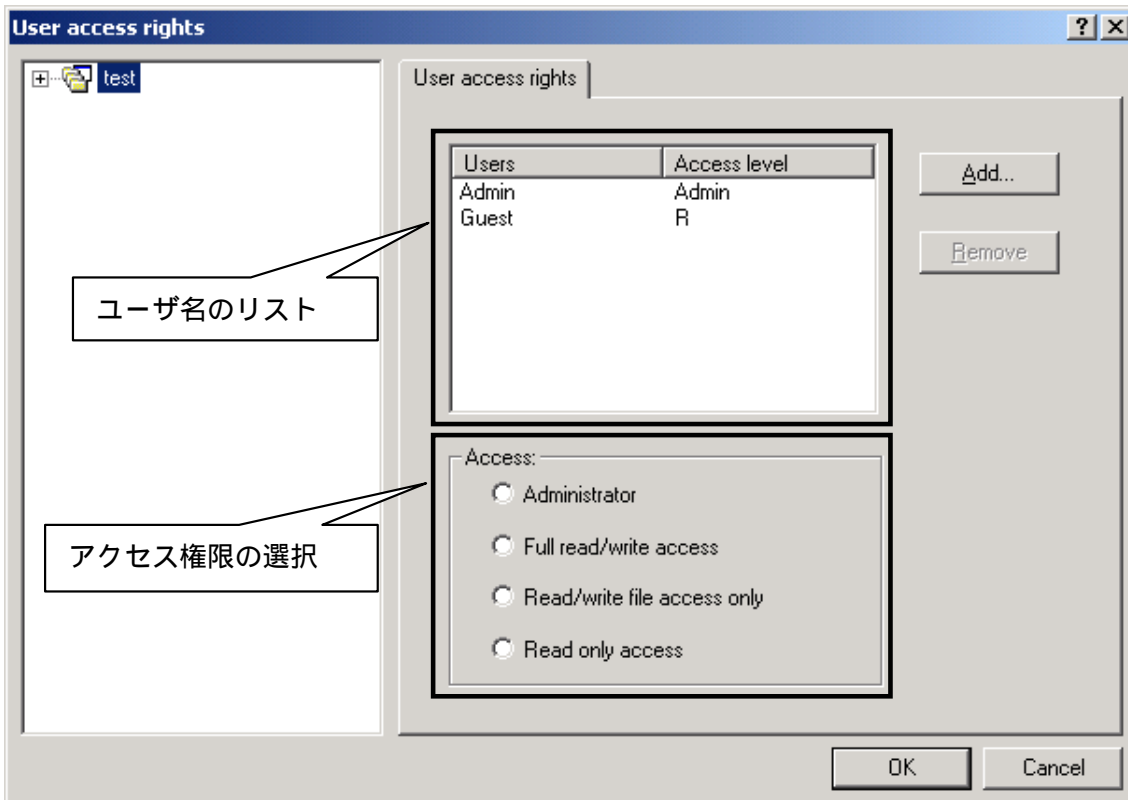 User access rights
test
User access rights
Users Access level
Admin Admin
Guest R
Add...
Remove
ユーザ名のリスト
Access:
Administrator
Full read/write access
Read/write file access only
Read only access
アクセス権限の選択
OK Cancel